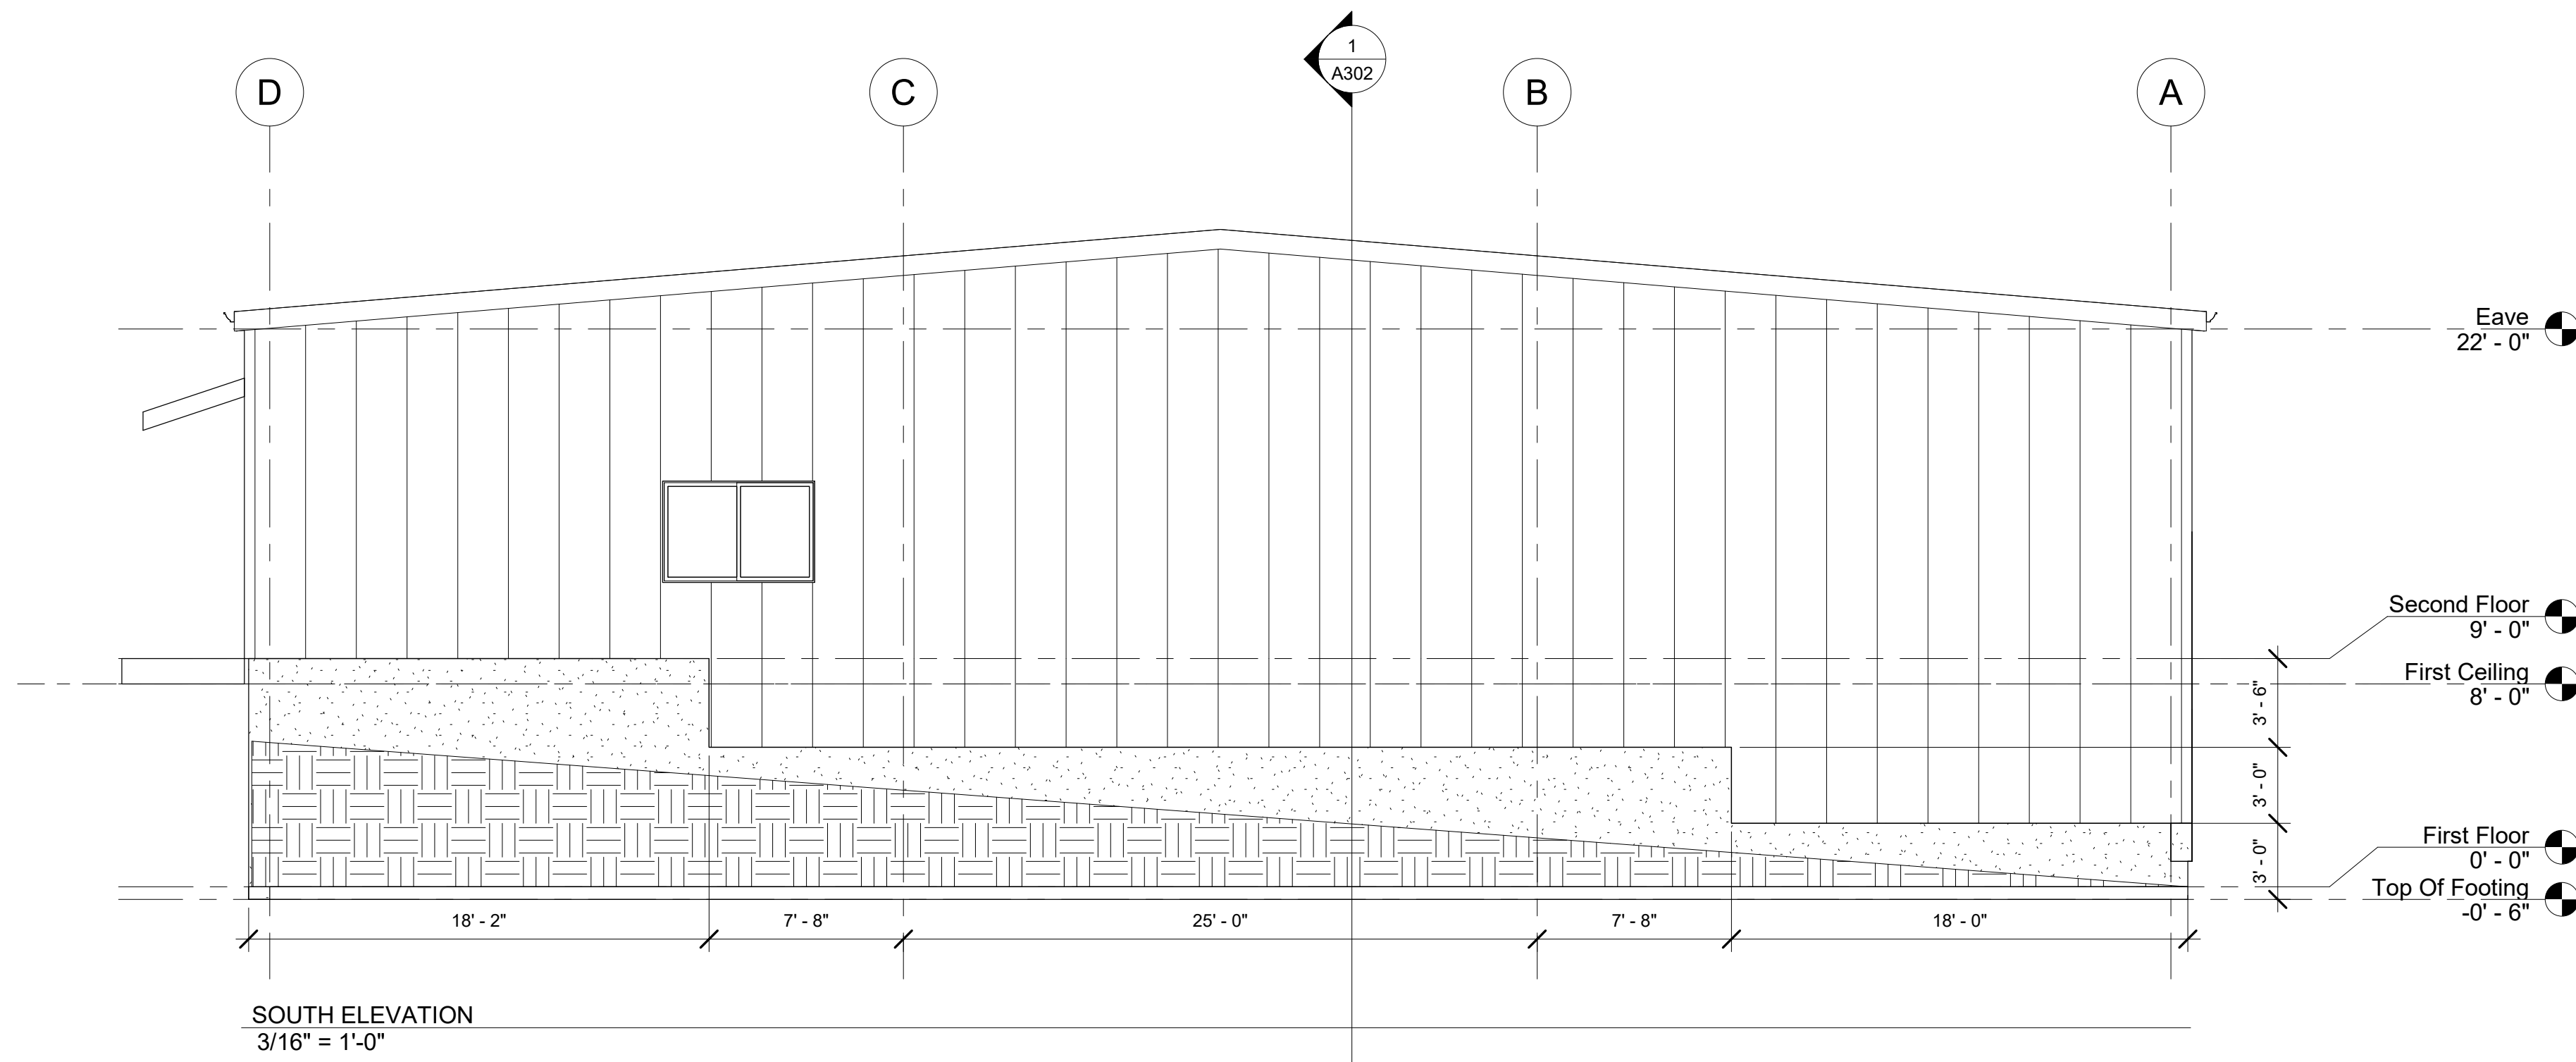 1
A302
D
C
B
A
Eave
22' - 0"
Second Floor
9' - 0"
First Ceiling
8' - 0"
3' - 6"
3' - 0"
3' - 0"
First Floor
0' - 0"
Top Of Footing
-0' - 6"
18' - 2"
7' - 8"
25' - 0"
7' - 8"
18' - 0"
SOUTH ELEVATION
3/16" = 1'-0"